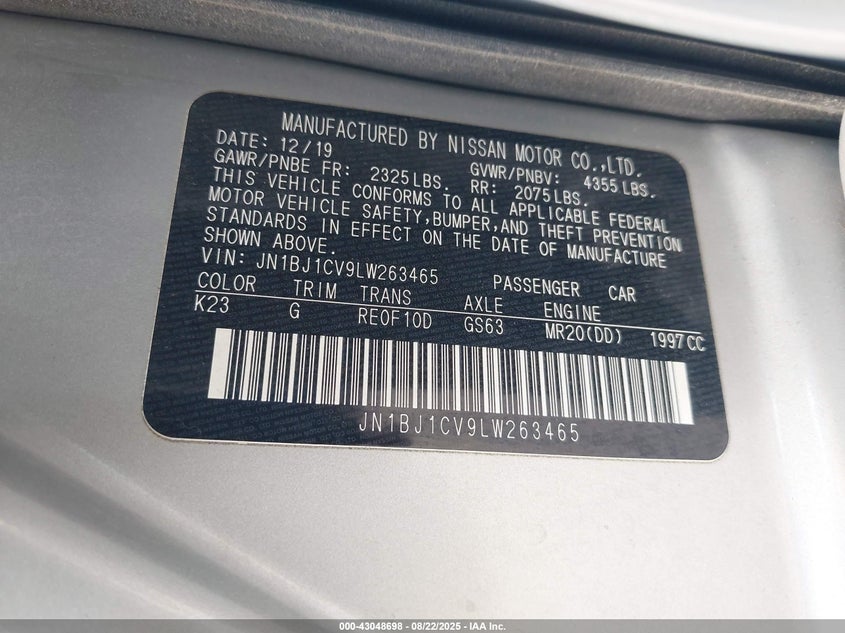 MANUFACTURED BY NISSAN MOTOR CO.,LTD.
DATE: 12/19 GVWR/PNBV: 4355 LBS.
GAWR/PNBE FR: 2325 LBS. RR: 2075 LBS.
THIS VEHICLE CONFORMS TO ALL APPLICABLE FEDERAL
MOTOR VEHICLE SAFETY,BUMPER,AND THEFT PREVENTION
STANDARDS IN EFFECT ON THE DATE OF MANUFACTURE
SHOWN ABOVE.
VIN: JN1BJ1CV9LW263465 PASSENGER CAR
COLOR TRIM TRANS AXLE ENGINE
K23 G RE0F10D GS63 MR20(DD) 1997 CC
JN1BJ1CV9LW263465
000-43048698 - 08/22/2025 - IAA Inc.